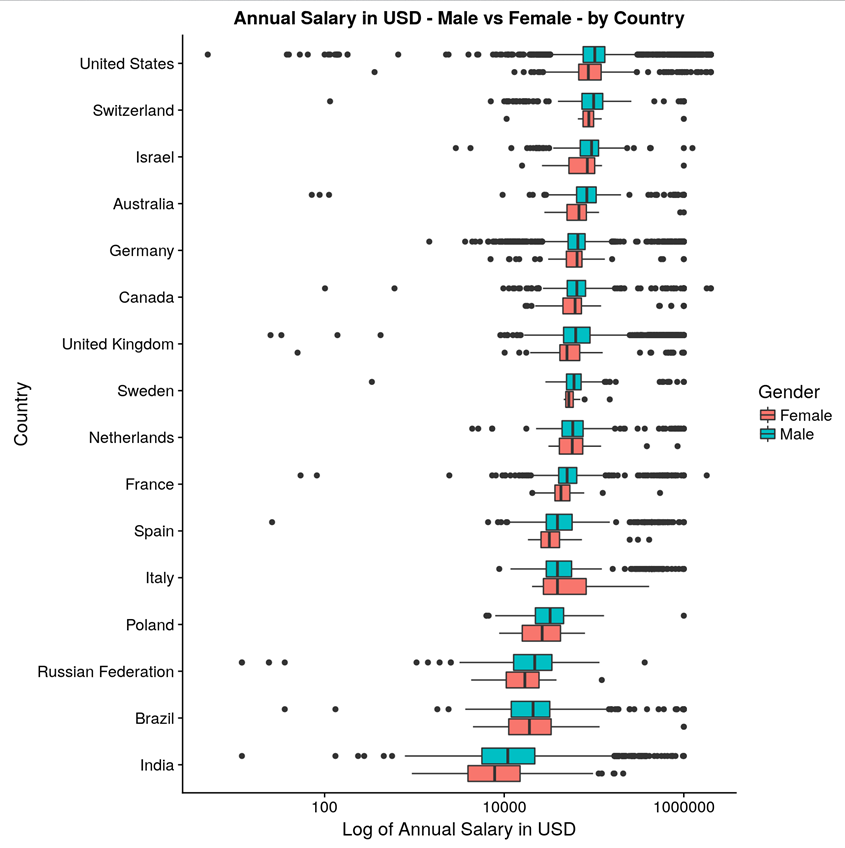 Annual Salary in USD - Male vs Female - by Country
United States
Switzerland
Israel
Australia
Germany
Canada
United Kingdom
Sweden
Netherlands
France
Spain
Italy
Poland
Russian Federation
Brazil
India
Country
100
10000
1000000
Log of Annual Salary in USD
Gender
Female
Male